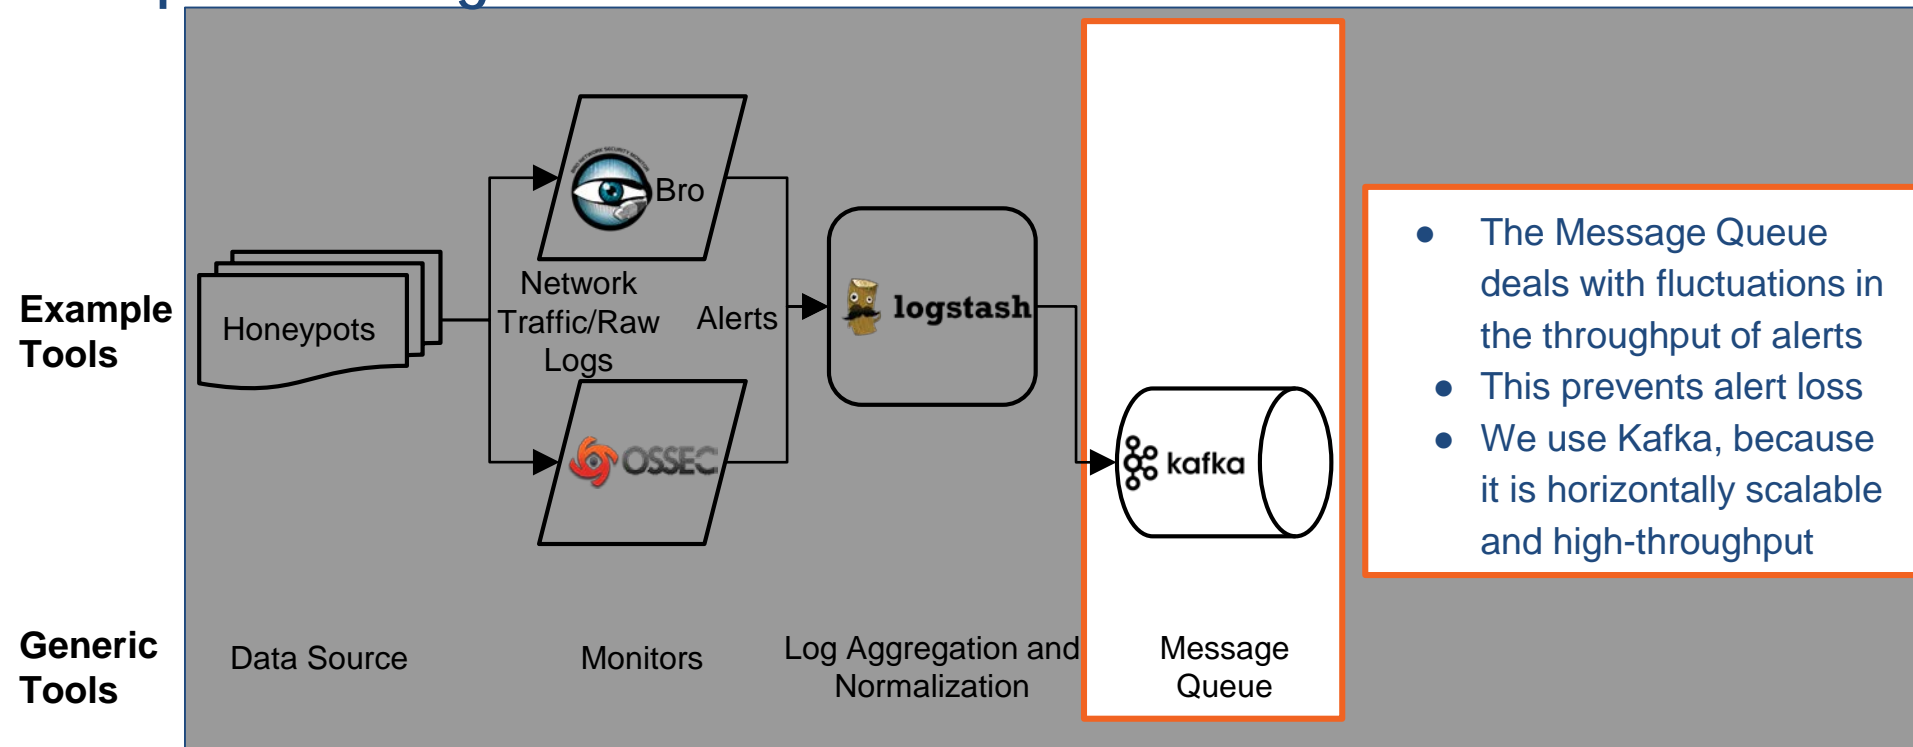 Example
Tools
Honeypots
Network
Traffic/Raw
Logs
Bro
OSSEC
Alerts
logstash
kafka
● The Message Queue
deals with fluctuations in
the throughput of alerts
● This prevents alert loss
● We use Kafka, because
it is horizontally scalable
and high-throughput
Generic
Tools
Data Source
Monitors
Log Aggregation and
Normalization
Message
Queue